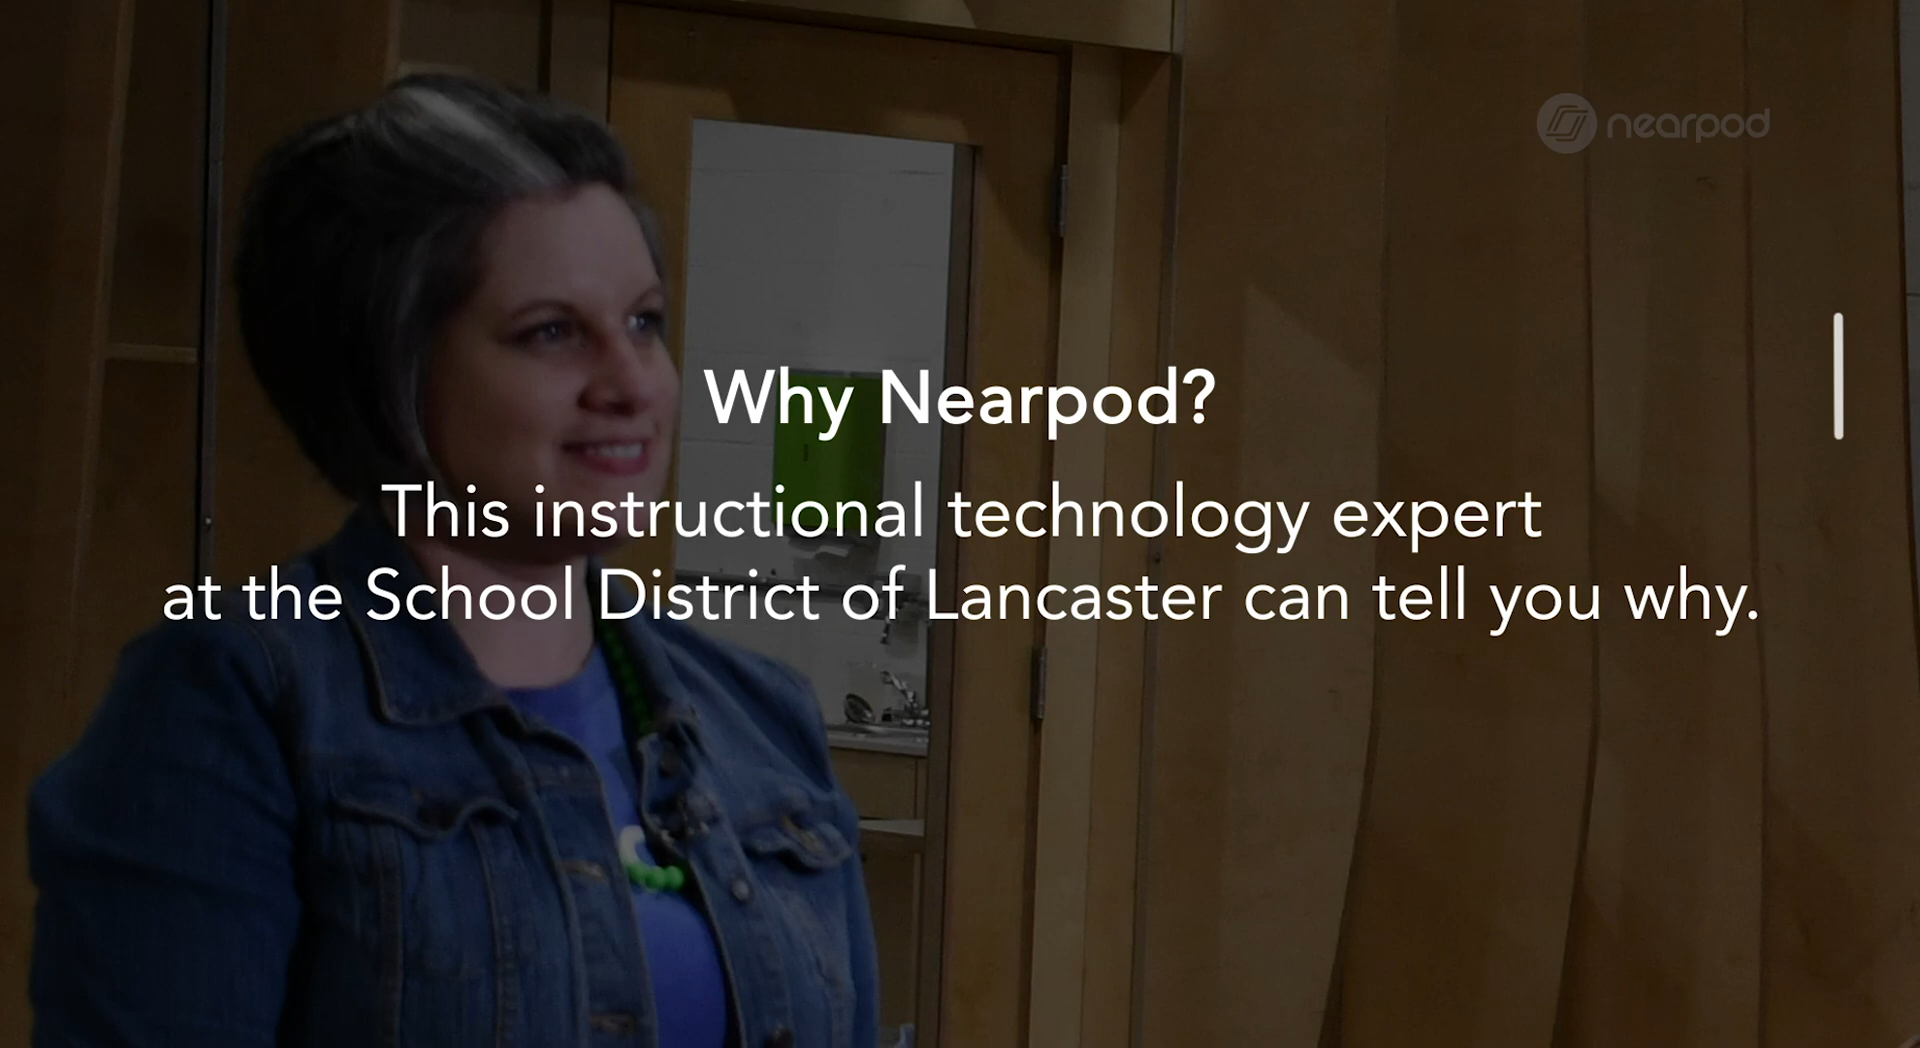 nearpod
Why Nearpod?
This instructional technology expert
at the School District of Lancaster can tell you why.